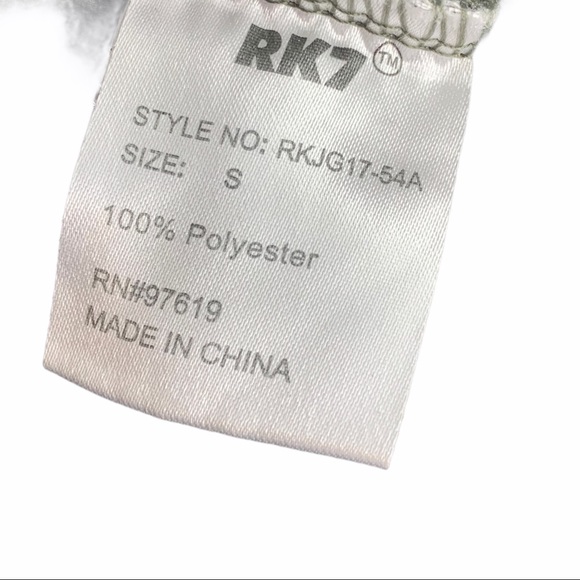 RK7™
STYLE NO: RKJG17-54A
SIZE: S
100% Polyester
RN#97619
MADE IN CHINA